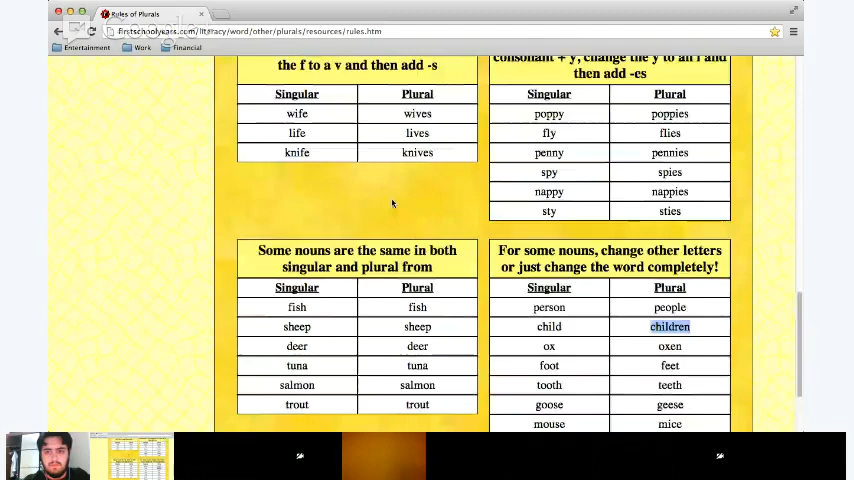 Rules of Plurals
firstschoolyears.com/literacy/word/other/plurals/resources/rules.htm
Entertainment Work Financial
the f to a v and then add -s
Singular Plural
wife wives
life lives
knife knives
consonant + y, change the y to an i and
then add -es
Singular Plural
poppy poppies
fly flies
penny pennies
spy spies
nappy nappies
sty sties
Some nouns are the same in both
singular and plural from
Singular Plural
fish fish
sheep sheep
deer deer
tuna tuna
salmon salmon
trout trout
For some nouns, change other letters
or just change the word completely!
Singular Plural
person people
child children
ox oxen
foot feet
tooth teeth
goose geese
mouse mice